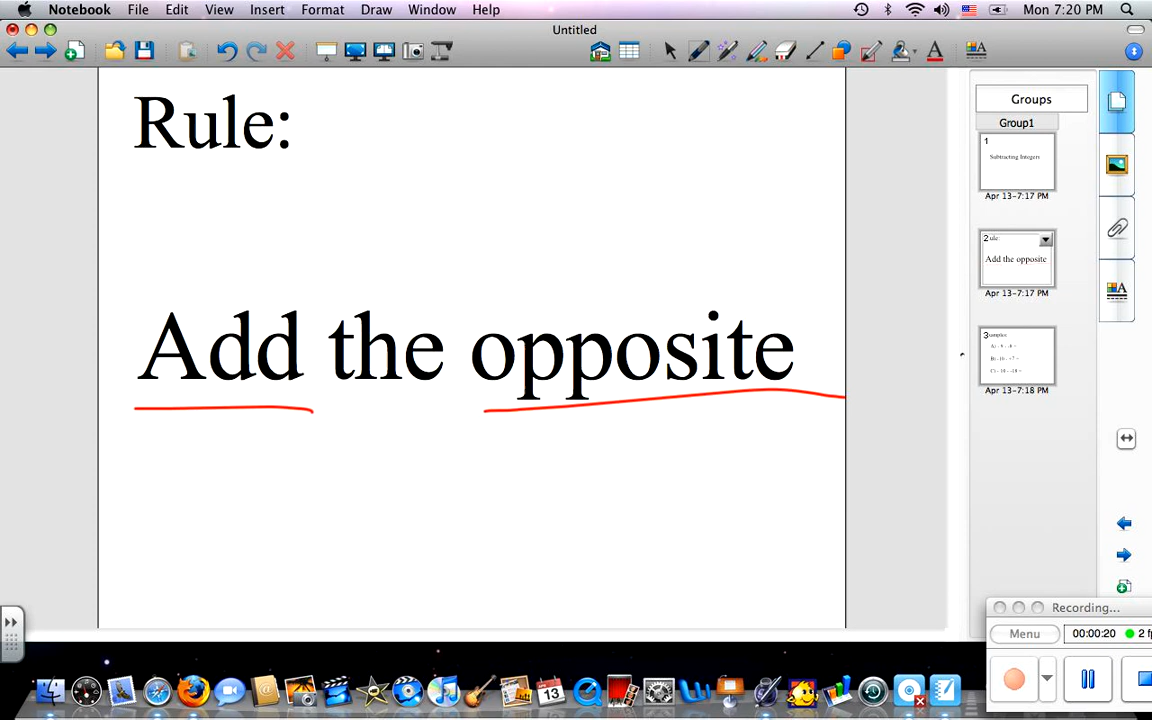 Notebook File Edit View Insert Format Draw Window Help Mon 7:20 PM
Untitled
Rule:
Add the opposite
Groups
Group1
1
Subtracting Integers
Apr 13-7:17 PM
2
Add the opposite
Apr 13-7:17 PM
3
Apr 13-7:18 PM
Recording...
Menu 00:00:20
13